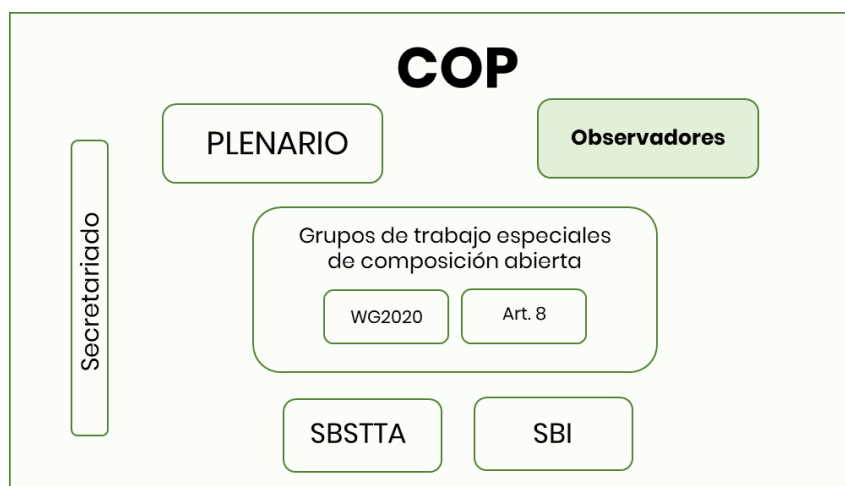 COP
PLENARIO
Observadores
Secretariado
Grupos de trabajo especiales
de composición abierta
WG2020
Art. 8
SBSTTA
SBI